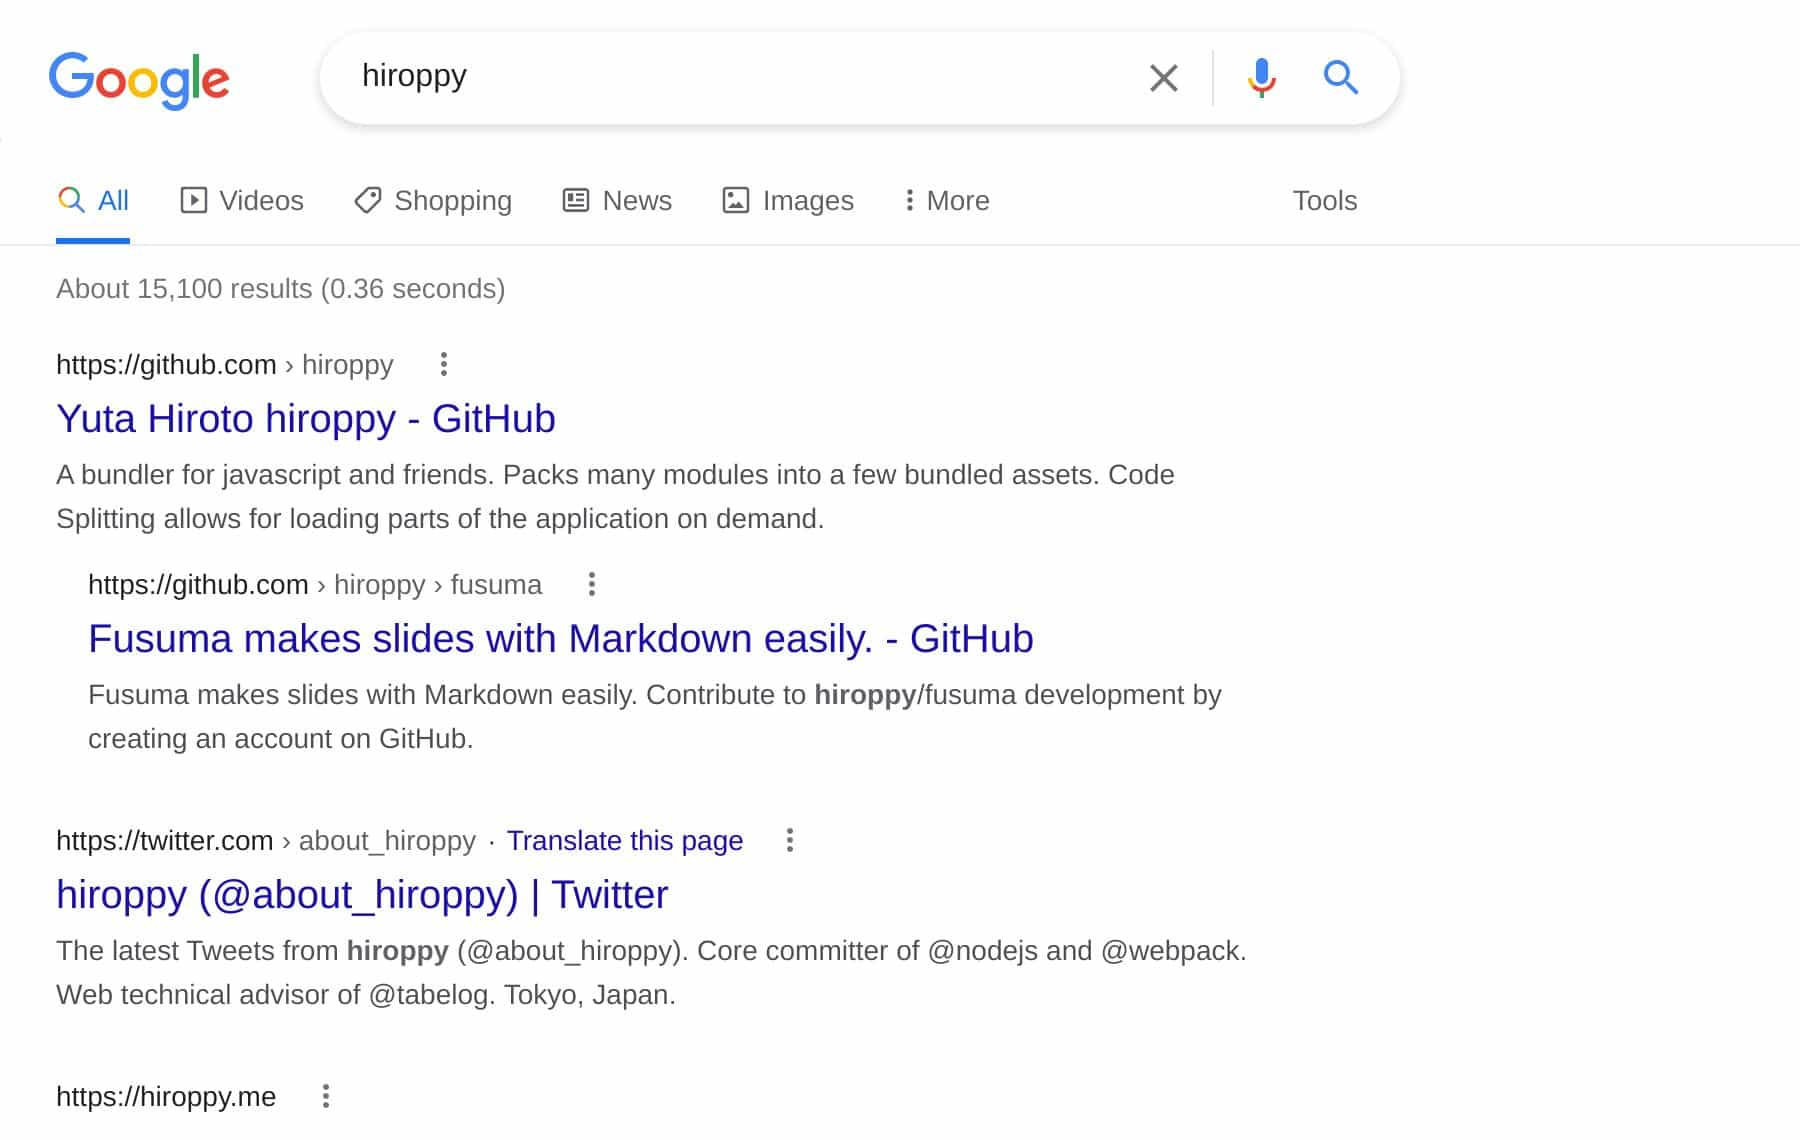 Google
hiroppy
All Videos Shopping News Images More Tools
About 15,100 results (0.36 seconds)
https://github.com › hiroppy
Yuta Hiroto hiroppy - GitHub
A bundler for javascript and friends. Packs many modules into a few bundled assets. Code
Splitting allows for loading parts of the application on demand.
https://github.com › hiroppy › fusuma
Fusuma makes slides with Markdown easily. - GitHub
Fusuma makes slides with Markdown easily. Contribute to hiroppy/fusuma development by
creating an account on GitHub.
https://twitter.com › about_hiroppy · Translate this page
hiroppy (@about_hiroppy) | Twitter
The latest Tweets from hiroppy (@about_hiroppy). Core committer of @nodejs and @webpack.
Web technical advisor of @tabelog. Tokyo, Japan.
https://hiroppy.me